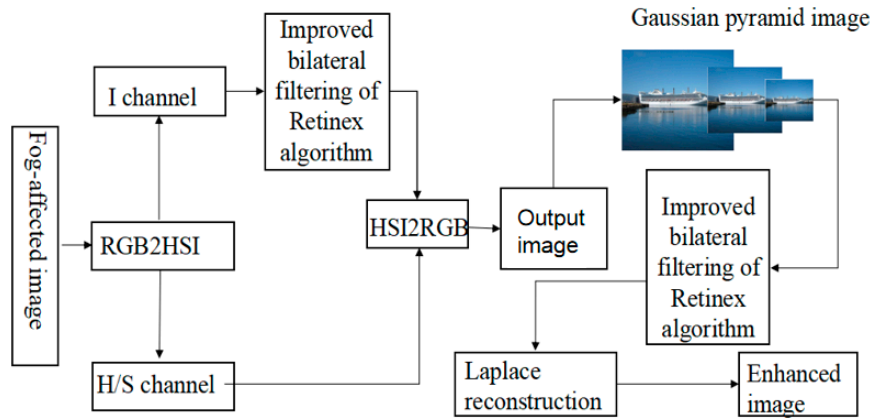 Fog-affected image
RGB2HSI
I channel
H/S channel
Improved
bilateral
filtering of
Retinex
algorithm
HSI2RGB
Output
image
Gaussian pyramid image
Improved
bilateral
filtering of
Retinex
algorithm
Laplace
reconstruction
Enhanced
image